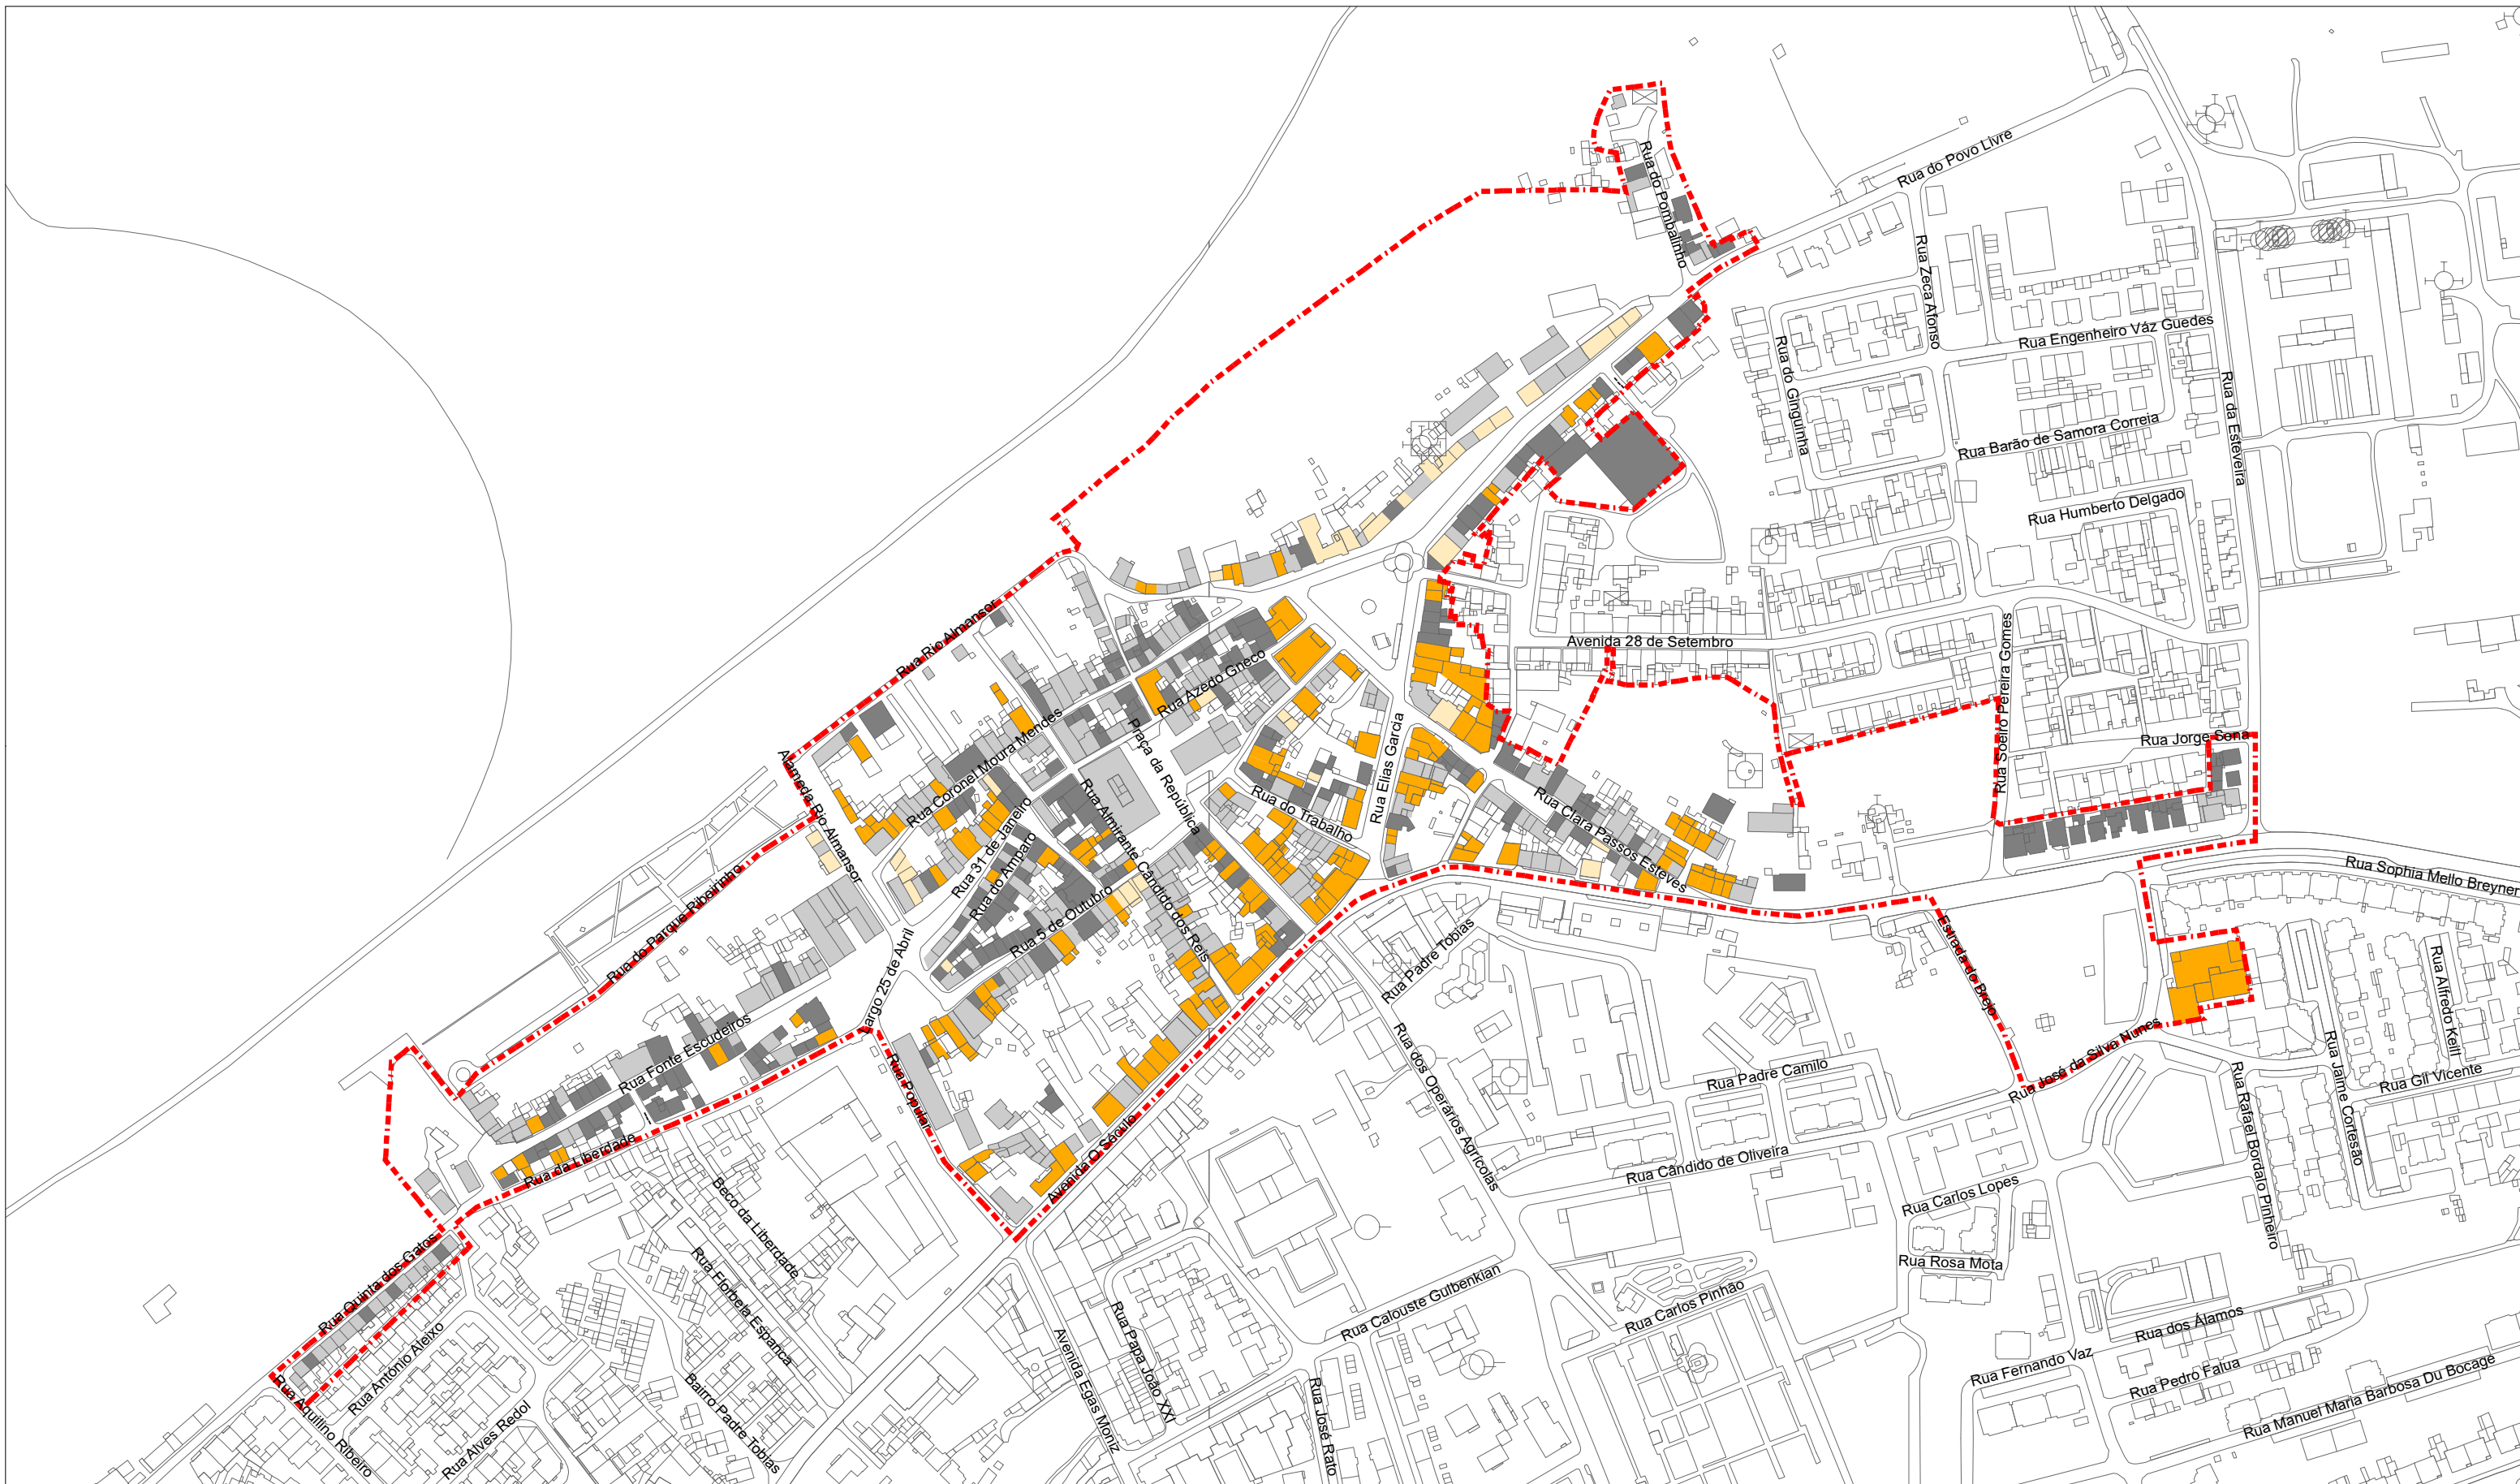 Rua do Povo Livre
Rua do Pombalinho
Rua Zeca Afonso
Rua Engenheiro Váz Guedes
Rua do Ginguinha
Rua da Esteveira
Rua Barão de Samora Correia
Rua Humberto Delgado
Rua Rio Almansor
Avenida 28 de Setembro
Rua Azedo Gneco
Rua Soeiro Pereira Gomes
Rua Coronel Moura Mendes
Praça da República
Rua Elias Garcia
Rua Jorge Sena
Alameda Rio Almansor
Rua 31 de Janeiro
Rua do Amparo
Rua Almirante Cândido dos Reis
Rua do Trabalho
Rua Clara Passos Esteves
Rua Sophia Mello Breyner
Rua do Parque Ribeirinho
Rua 5 de Outubro
Rua Padre Tobias
Estrada do Brejo
Largo 25 de Abril
Rua Alfredo Keill
Rua Fonte Escudeiros
Rua Popular
Rua dos Operários Agrícolas
Rua Padre Camilo
Rua José da Silva Nunes
Rua Jaime Cortesão
Rua Gil Vicente
Rua Rafael Bordalo Pinheiro
Rua da Liberdade
Avenida O Século
Rua Cândido de Oliveira
Rua Carlos Lopes
Beco da Liberdade
Rua Quinta dos Gatos
Rua Florbela Espanca
Rua Rosa Mota
Rua Calouste Gulbenkian
Rua Carlos Pinhão
Rua António Aleixo
Rua dos Álamos
Rua Papa João XXI
Avenida Egas Moniz
Rua Fernando Vaz
Rua Pedro Falua
Rua Aquilino Ribeiro
Rua Alves Redol
Bairro Padre Tobias
Rua José Rato
Rua Manuel Maria Barbosa Du Bocage